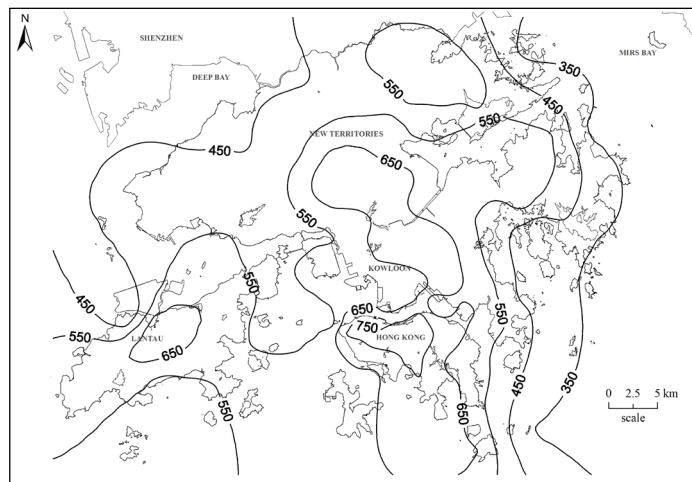 N
SHENZHEN
MIRS BAY
350
DEEP BAY
550
450
550
NEW TERRITORIES
450
650
550
KOWLOON
550
450
550
650
750
550
LANTAU
HONG KONG
650
550
650
450
350
0 2.5 5 km
scale